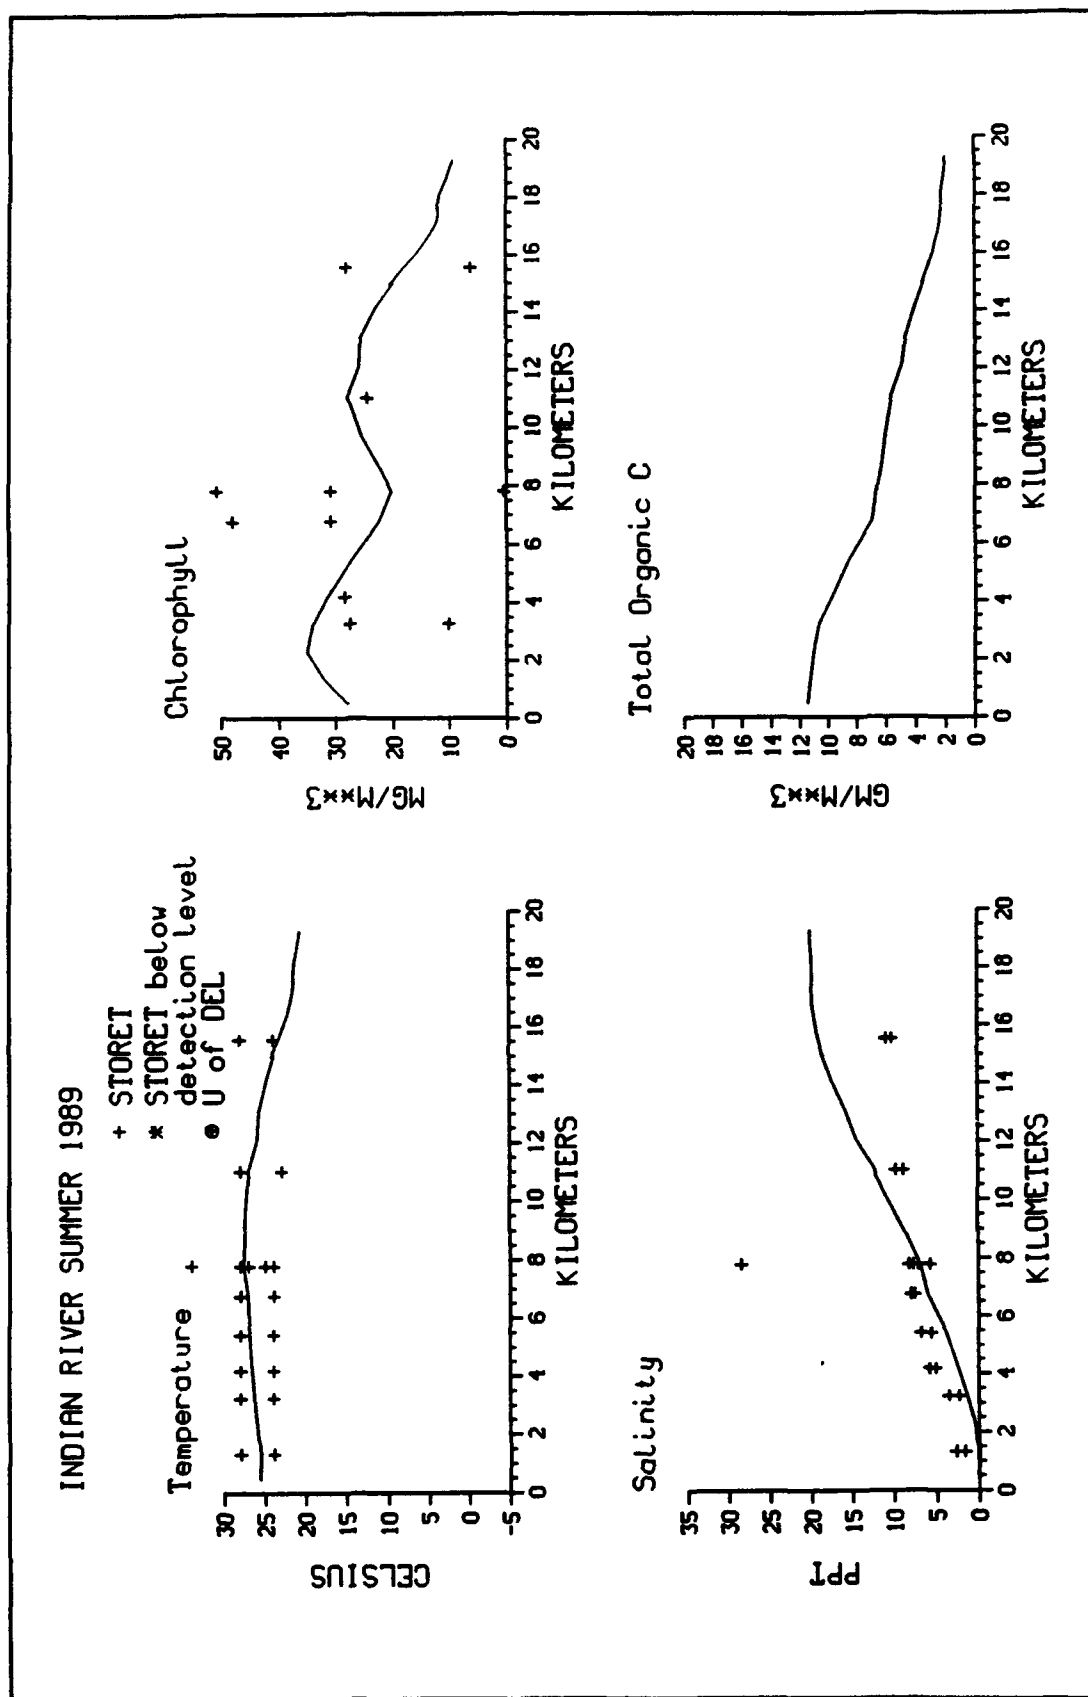 INDIAN RIVER SUMMER 1989
+ STORET
* STORET below
detection level
● U of DEL
Temperature
30
25
20
15
10
5
0
-5
CELSIUS
0 2 4 6 8 10 12 14 16 18 20
KILOMETERS
Chlorophyll
50
40
30
20
10
0
MG/M**3
0 2 4 6 8 10 12 14 16 18 20
KILOMETERS
Salinity
35
30
25
20
15
10
5
0
PPT
0 2 4 6 8 10 12 14 16 18 20
KILOMETERS
Total Organic C
20
18
16
14
12
10
8
6
4
2
0
GM/M**3
0 2 4 6 8 10 12 14 16 18 20
KILOMETERS